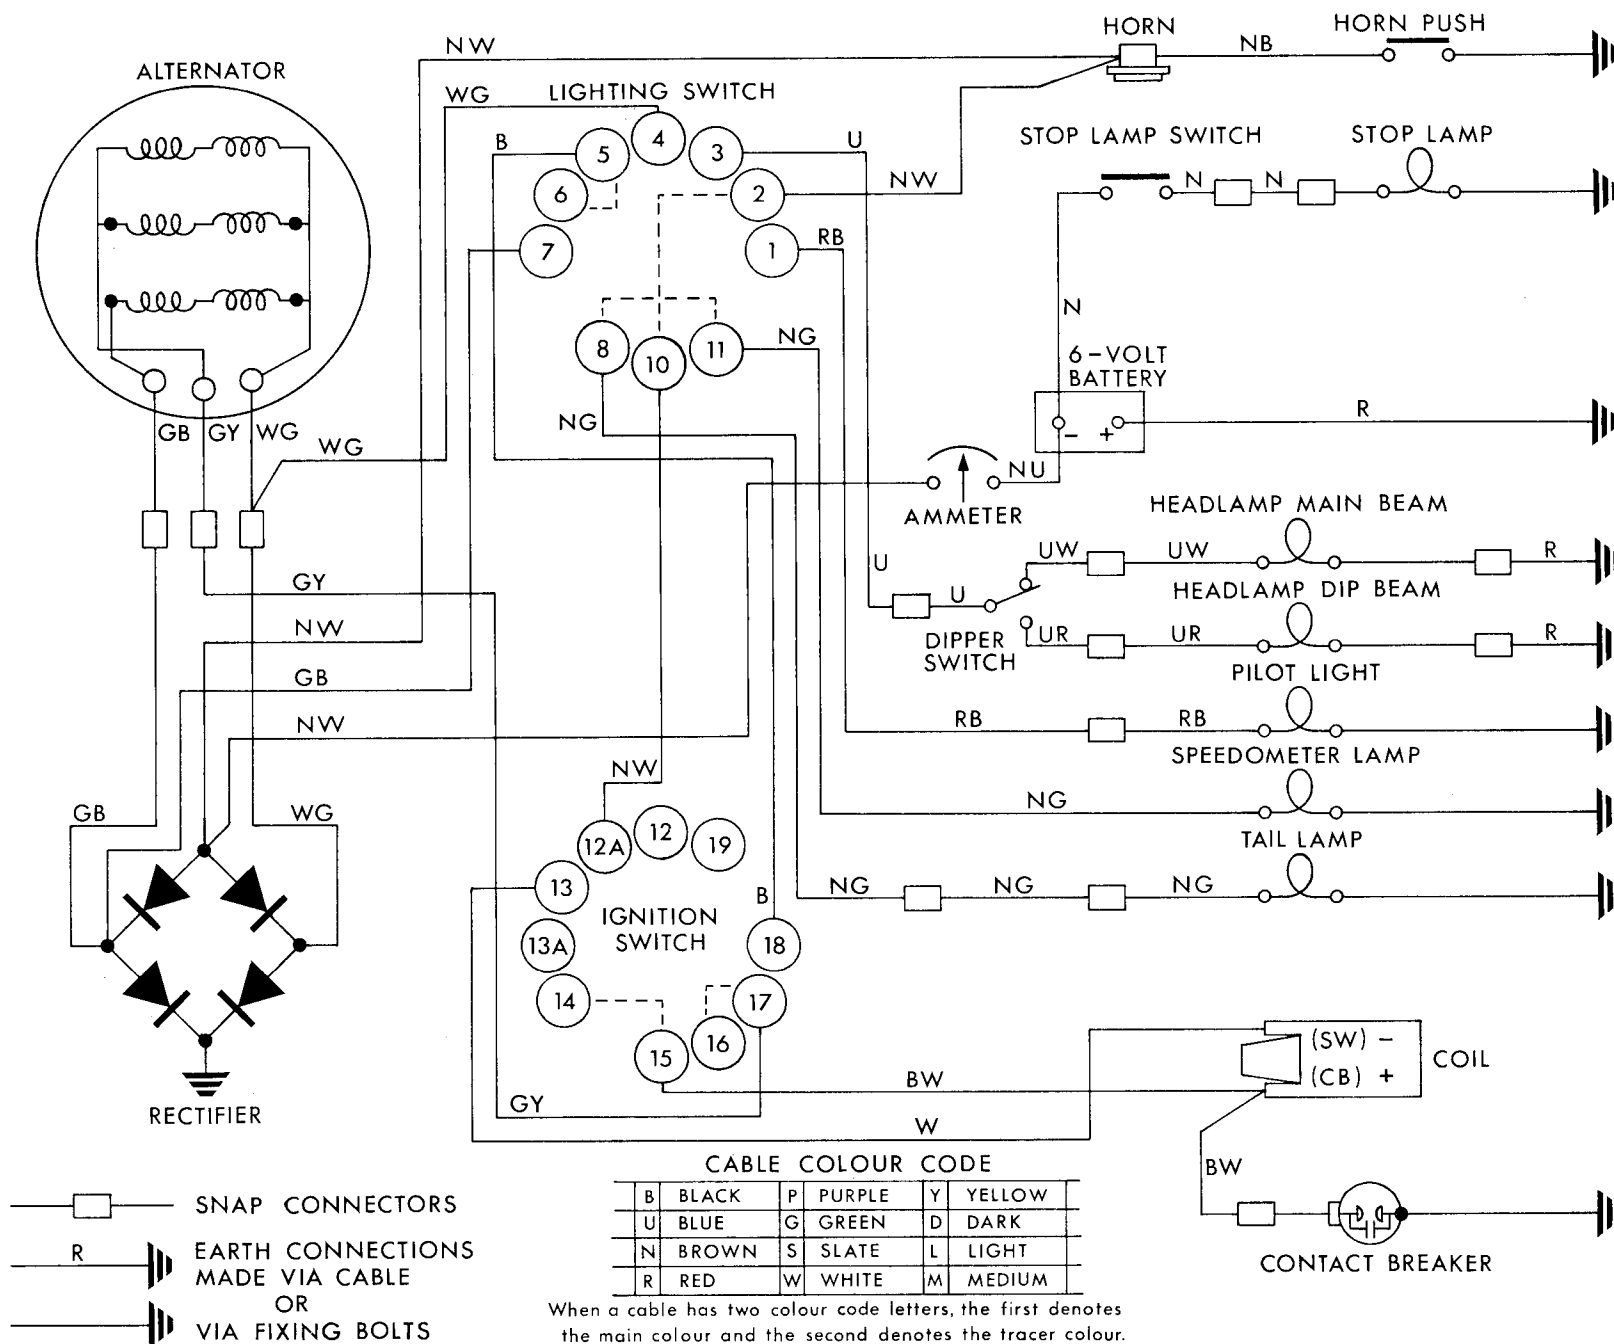 HORN
HORN PUSH
NW
NB
ALTERNATOR
WG
LIGHTING SWITCH
STOP LAMP SWITCH
STOP LAMP
B
4
U
5
3
6
2
NW
N
N
7
1
RB
N
8
10
11
NG
6-VOLT
BATTERY
- +
R
GB
GY
WG
WG
NG
NU
AMMETER
HEADLAMP MAIN BEAM
U
UW
UW
R
GY
U
HEADLAMP DIP BEAM
NW
DIPPER
SWITCH
UR
UR
R
GB
PILOT LIGHT
NW
RB
RB
SPEEDOMETER LAMP
NW
NG
GB
WG
12A
12
19
TAIL LAMP
13
B
NG
NG
NG
IGNITION
SWITCH
13A
18
14
17
15
16
(SW) -
(CB) +
COIL
BW
GY
RECTIFIER
W
BW
CABLE COLOUR CODE
B BLACK P PURPLE Y YELLOW
U BLUE G GREEN D DARK
N BROWN S SLATE L LIGHT
R RED W WHITE M MEDIUM
When a cable has two colour code letters, the first denotes
the main colour and the second denotes the tracer colour.
SNAP CONNECTORS
R
EARTH CONNECTIONS
MADE VIA CABLE
OR
VIA FIXING BOLTS
CONTACT BREAKER